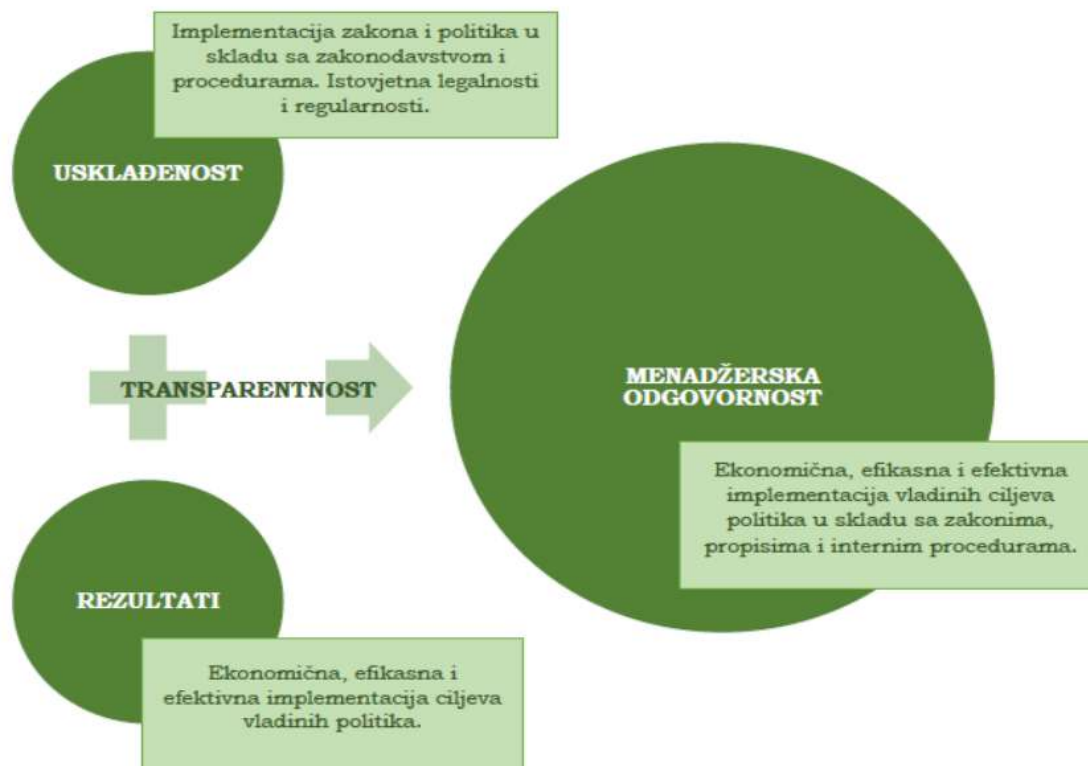 Implementacija zakona i politika u
skladu sa zakonodavstvom i
procedurama. Istovjetna legalnosti
i regularnosti.
USKLAĐENOST
TRANSPARENTNOST
MENADŽERSKA
ODGOVORNOST
Ekonomična, efikasna i efektivna
implementacija vladinih ciljeva
politika u skladu sa zakonima,
propisima i internim procedurama.
REZULTATI
Ekonomična, efikasna i
efektivna implementacija ciljeva
vladinih politika.